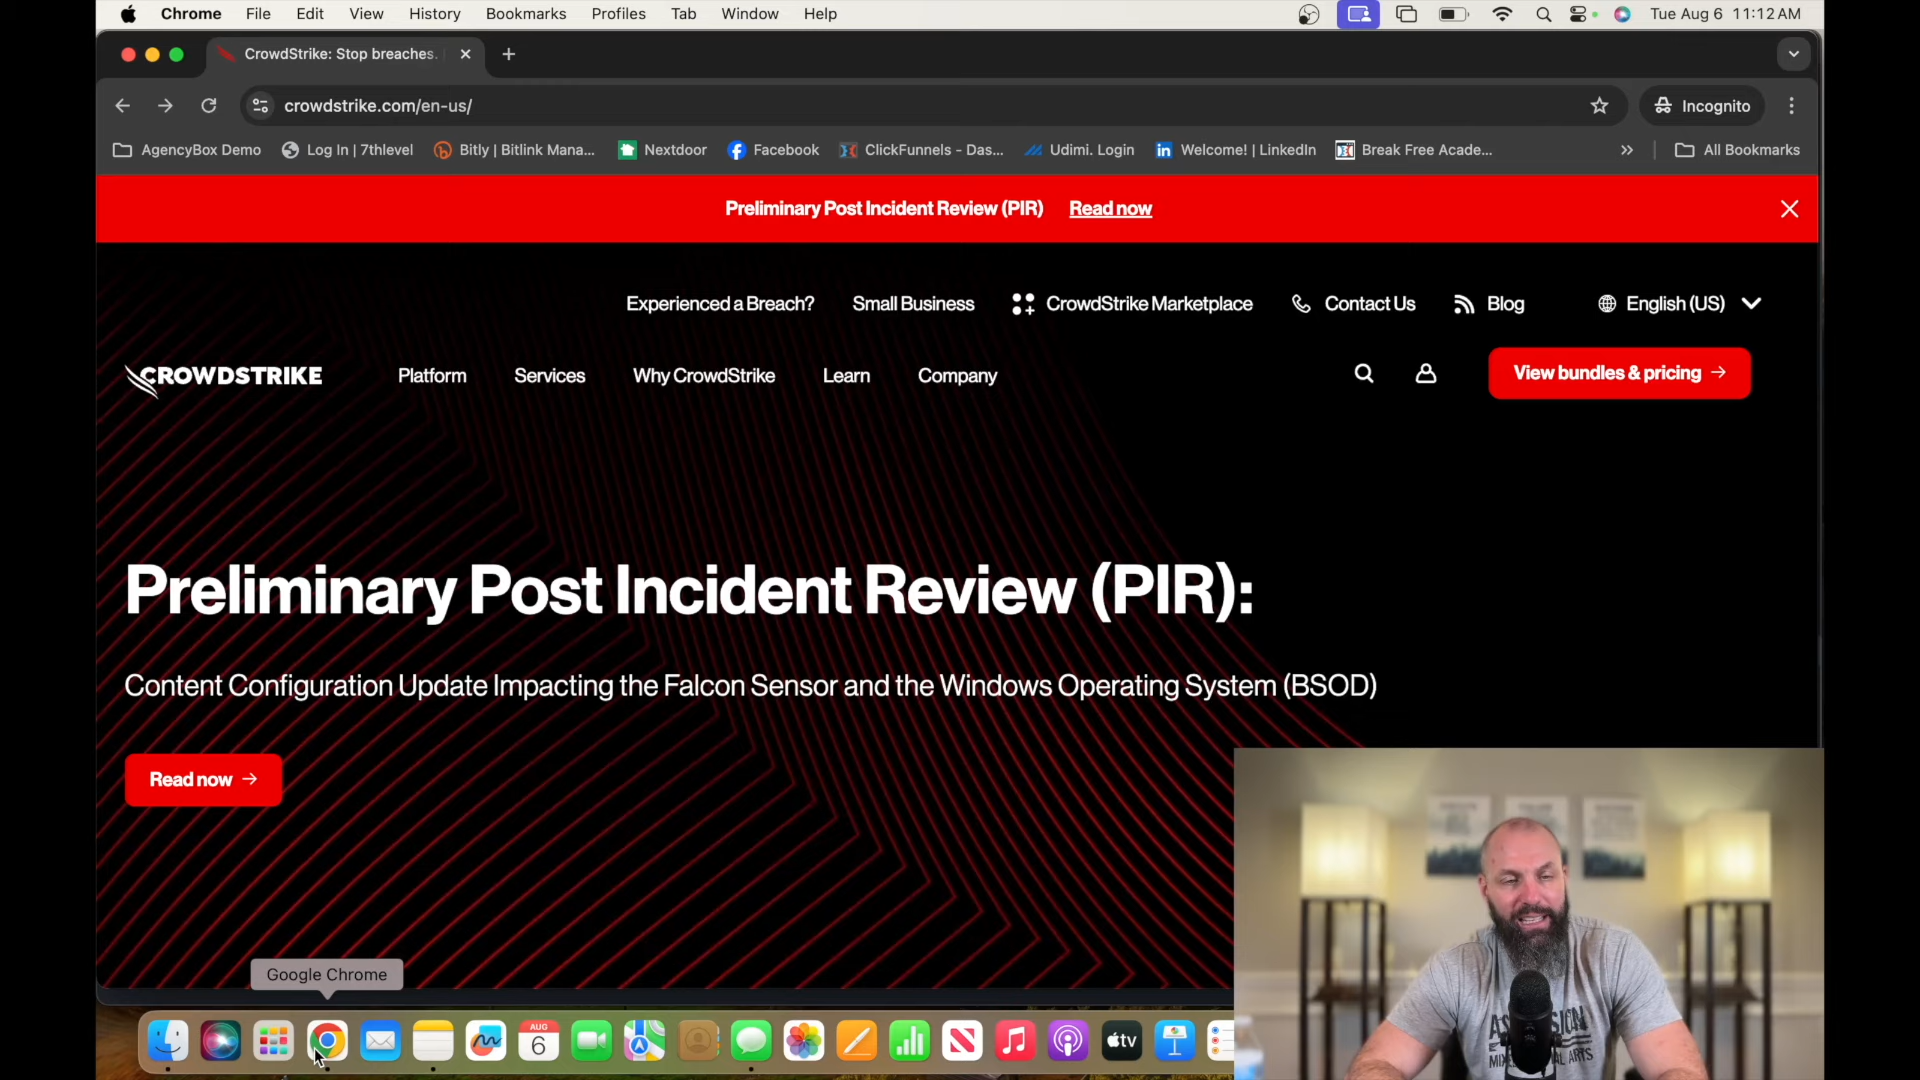 Chrome File Edit View History Bookmarks Profiles Tab Window Help Tue Aug 6 11:12 AM
CrowdStrike: Stop breaches.
crowdstrike.com/en-us/ Incognito
AgencyBox Demo Log In | 7thlevel Bitly | Bitlink Mana... Nextdoor Facebook ClickFunnels - Das... Udimi. Login Welcome! | LinkedIn Break Free Acade... » All Bookmarks
Preliminary Post Incident Review (PIR) Read now
Experienced a Breach? Small Business CrowdStrike Marketplace Contact Us Blog English (US)
CROWDSTRIKE Platform Services Why CrowdStrike Learn Company View bundles & pricing →
Preliminary Post Incident Review (PIR):
Content Configuration Update Impacting the Falcon Sensor and the Windows Operating System (BSOD)
Read now →
Google Chrome
AUG
6
tv